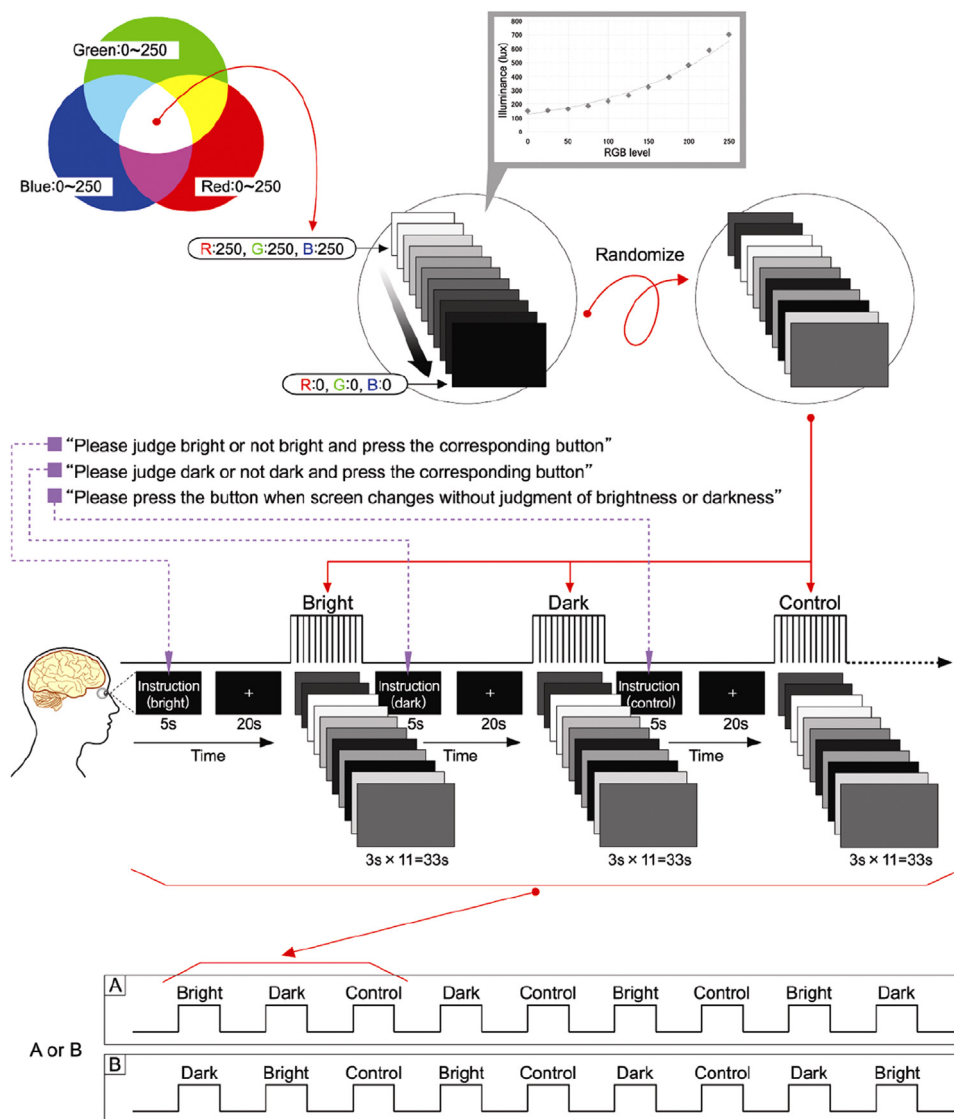 Green:0~250
Blue:0~250
Red:0~250
Illuminance (lux)
800
700
600
500
400
300
200
100
0
0 50 100 150 200 250
RGB level
R:250, G:250, B:250
Randomize
R:0, G:0, B:0
“Please judge bright or not bright and press the corresponding button”
“Please judge dark or not dark and press the corresponding button”
“Please press the button when screen changes without judgment of brightness or darkness”
Bright Dark Control
Instruction
(bright)
+
Instruction
(dark)
+
Instruction
(control)
+
5s 20s 5s 20s 5s 20s
Time Time Time
3s × 11=33s 3s × 11=33s 3s × 11=33s
A or B
A
Bright Dark Control Dark Control Bright Control Bright Dark
B
Dark Bright Control Bright Control Dark Control Dark Bright